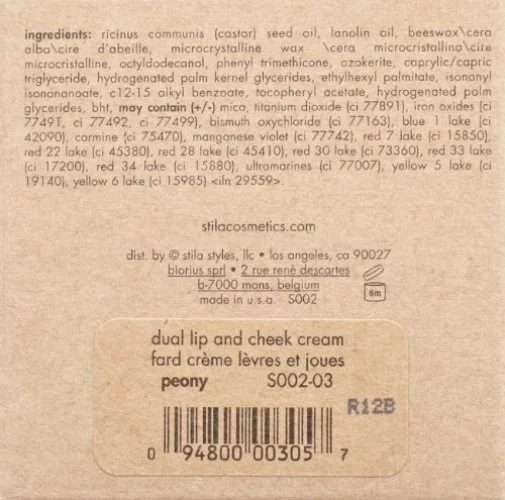 ingredients: ricinus communis (castor) seed oil, lanolin oil, beeswax\cera
alba\cire d'abeille, microcrystalline wax \cera microcristallina\cire
microcristalline, octyldodecanol, phenyl trimethicone, ozokerite, caprylic/capric
triglyceride, hydrogenated palm kernel glycerides, ethylhexyl palmitate, isononyl
isononanoate, c12-15 alkyl benzoate, tocopheryl acetate, hydrogenated palm
glycerides, bht, may contain (+/-) mica, titanium dioxide (ci 77891), iron oxides (ci
77491, ci 77492, ci 77499), bismuth oxychloride (ci 77163), blue 1 lake (ci
42090), carmine (ci 75470), manganese violet (ci 77742), red 7 lake (ci 15850),
red 22 lake (ci 45380), red 28 lake (ci 45410), red 30 lake (ci 73360), red 33 lake
(ci 17200), red 34 lake (ci 15880), ultramarines (ci 77007), yellow 5 lake (ci
19140), yellow 6 lake (ci 15985) <iln 29559>.
stilacosmetics.com
dist. by © stila styles, llc • los angeles, ca 90027
biorius sprl • 2 rue rené descartes
b-7000 mons, belgium
made in u.s.a. S002
6m
dual lip and cheek cream
fard crème lèvres et joues
peony S002-03
R12B
0 94800 00305 7